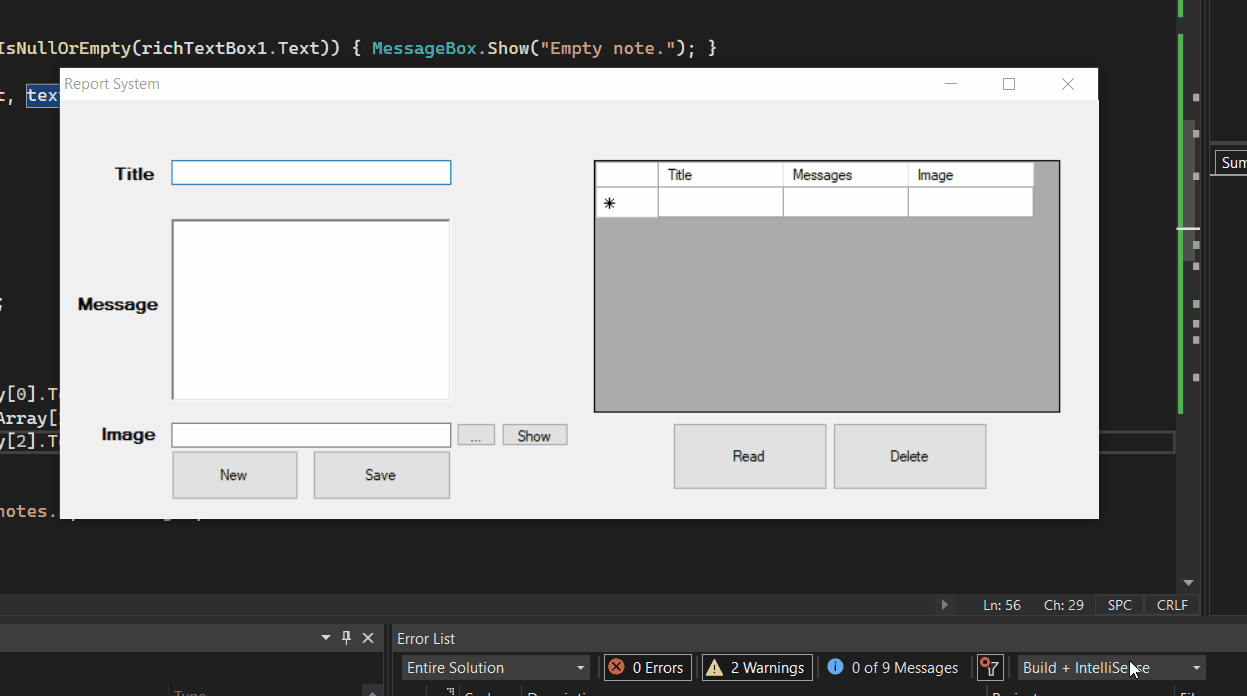 IsNullOrEmpty(richTextBox1.Text)) { MessageBox.Show("Empty note."); }
Report System
t, tex
Title
Title Messages Image
Sum
;
Message
y[0].T
Array[
Image
... Show
y[2].T
Read Delete
New Save
notes.
Ln: 56 Ch: 29 SPC CRLF
Error List
Entire Solution 0 Errors 2 Warnings 0 of 9 Messages Build + IntelliSense